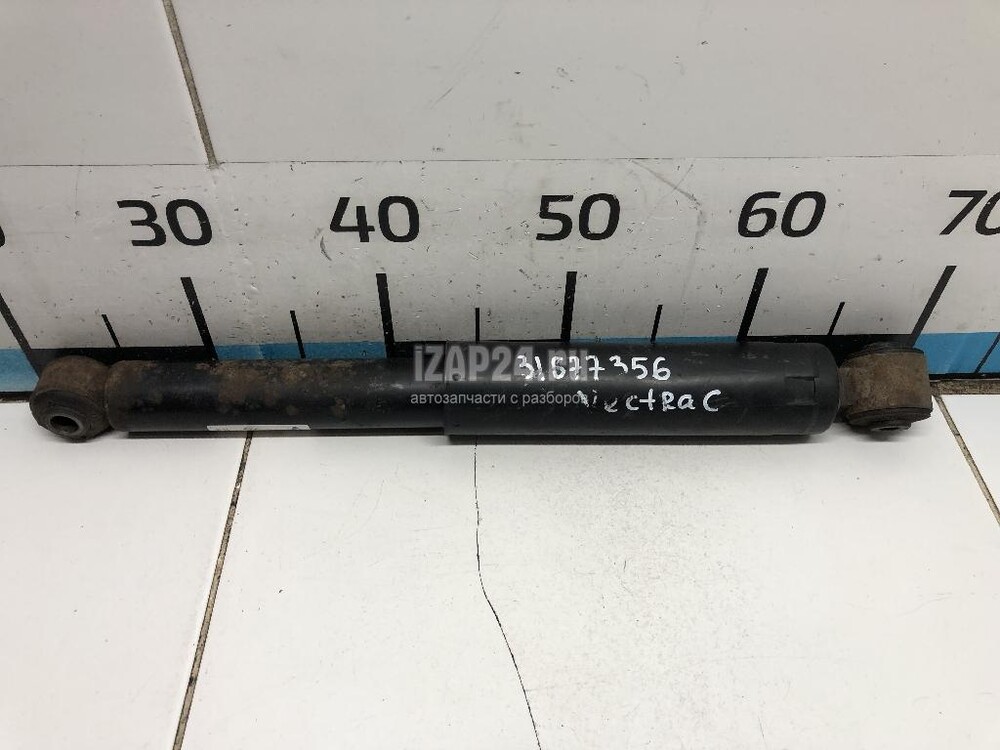 30 40 50 60 70
31677356
Vectra C
iZAP24.ru
автозапчасти с разборов